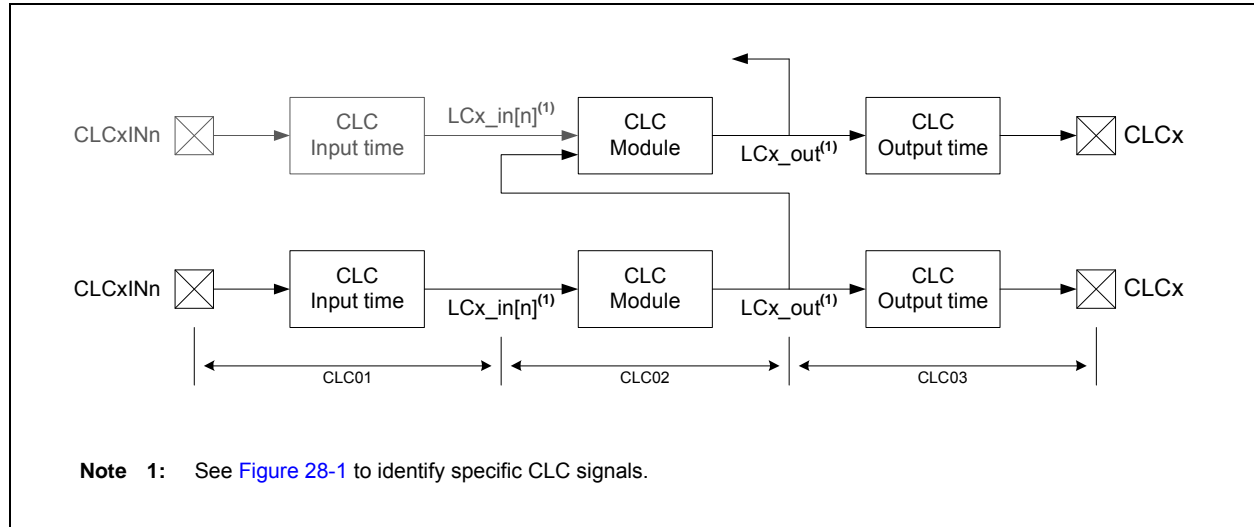 CLCxINn
CLC
Input time
LCx_in[n](1)
CLC
Module
LCx_out(1)
CLC
Output time
CLCx
CLCxINn
CLC
Input time
LCx_in[n](1)
CLC
Module
LCx_out(1)
CLC
Output time
CLCx
CLC01
CLC02
CLC03
Note 1: See Figure 28-1 to identify specific CLC signals.